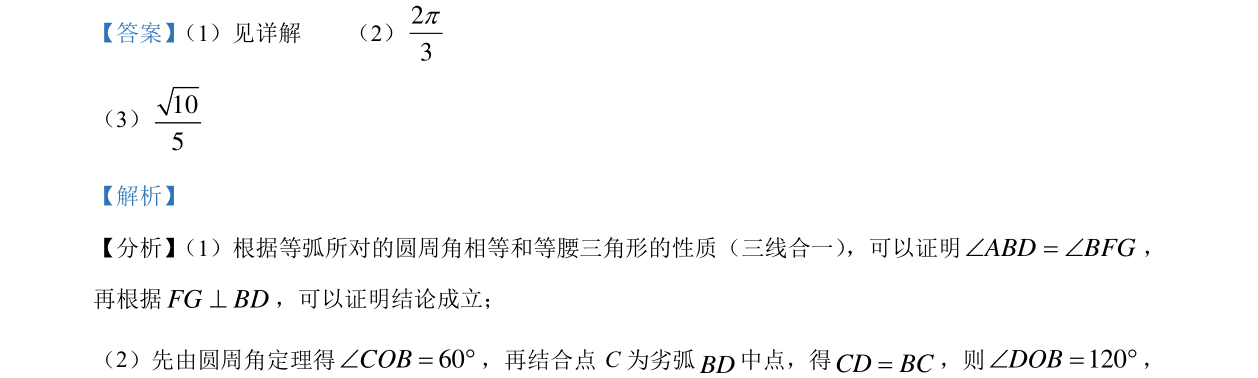 【答案】（1）见详解　　（2）2π/3
（3）√10/5
【解析】
【分析】（1）根据等弧所对的圆周角相等和等腰三角形的性质（三线合一），可以证明∠ABD = ∠BFG，
再根据 FG ⊥ BD，可以证明结论成立；
（2）先由圆周角定理得∠COB = 60°，再结合点 C 为劣弧 BD 中点，得 CD = BC，则∠DOB = 120°，